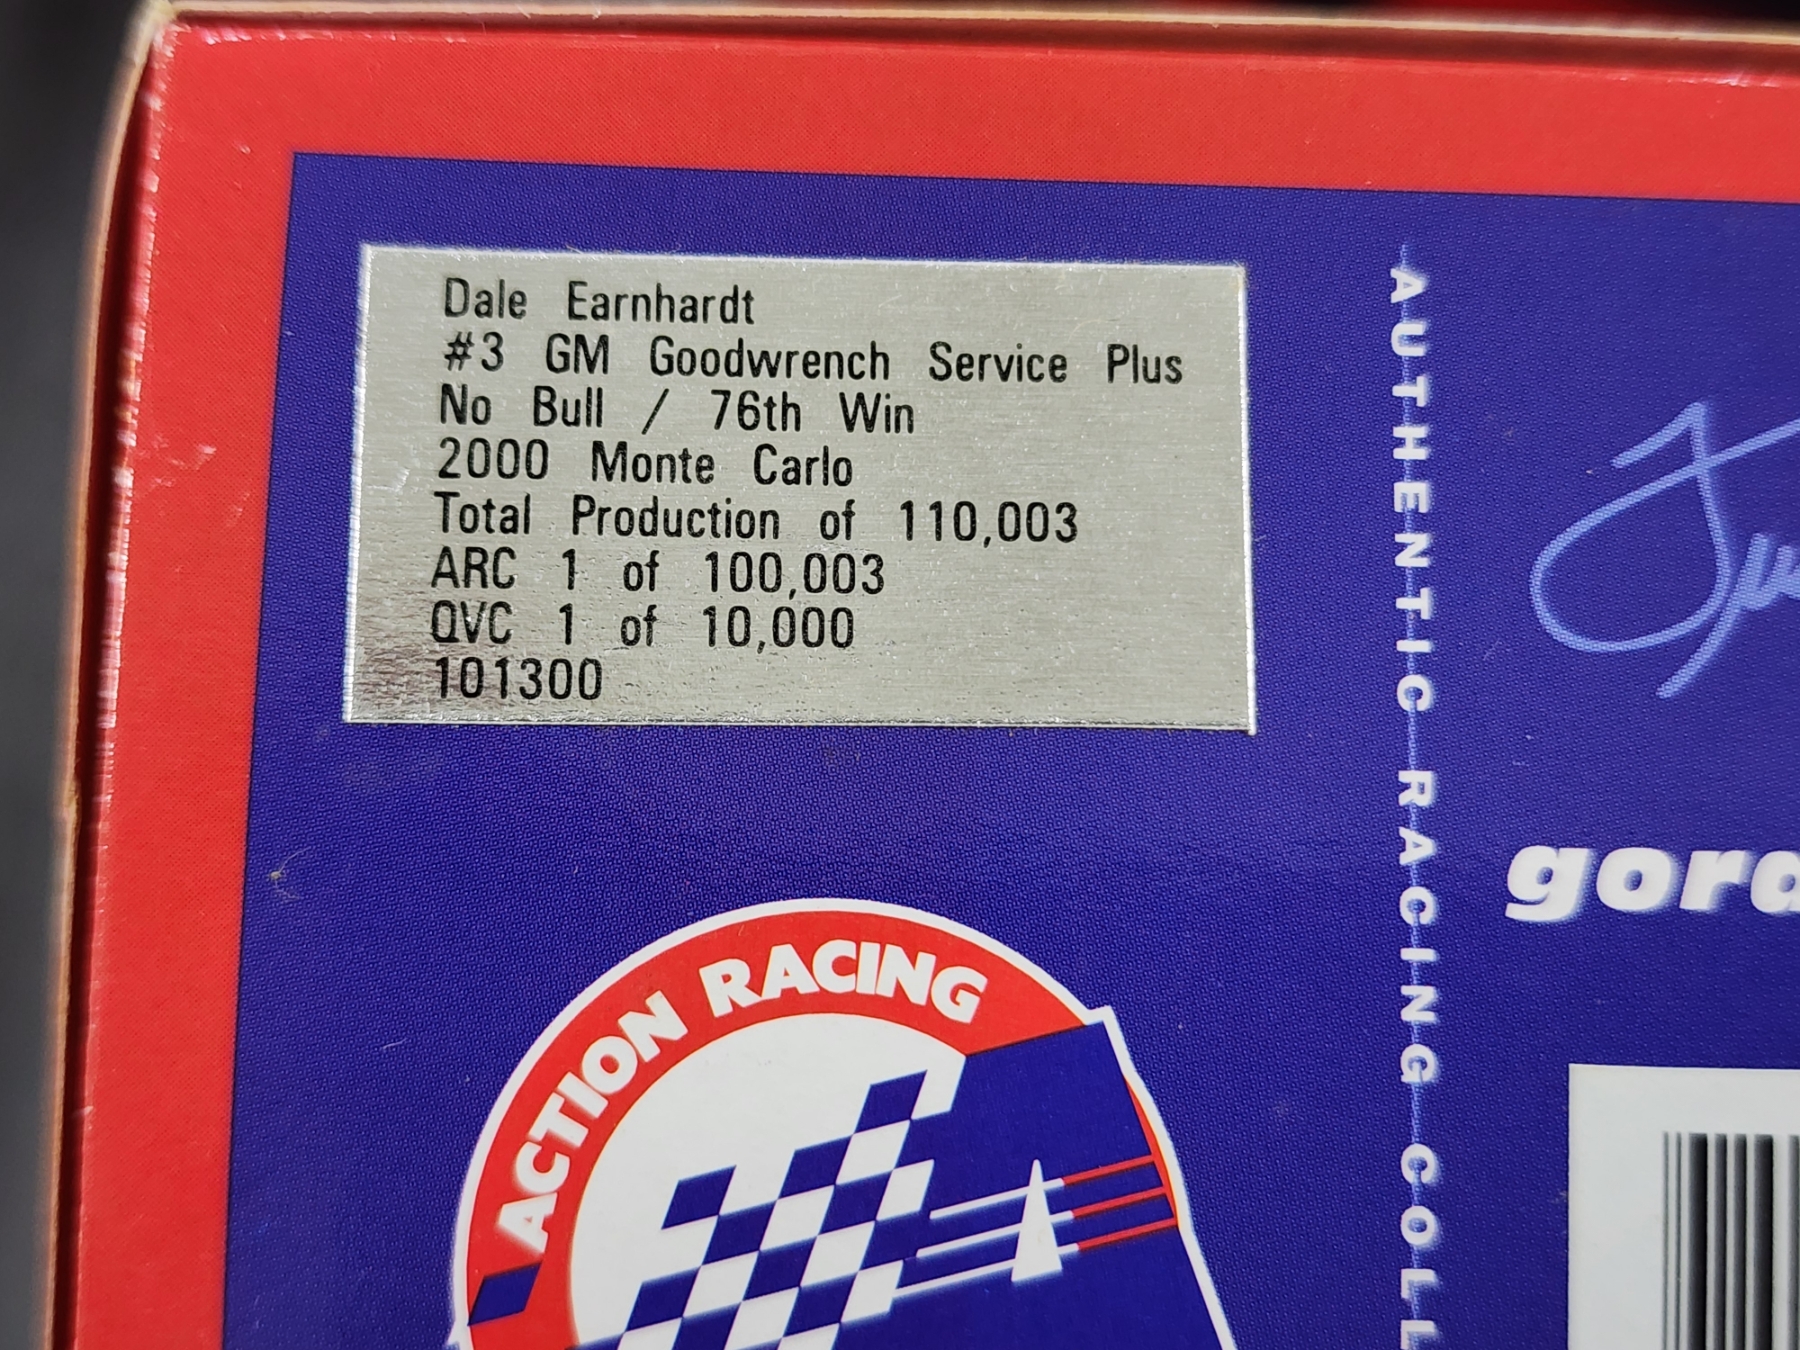 Dale Earnhardt
#3 GM Goodwrench Service Plus
No Bull / 76th Win
2000 Monte Carlo
Total Production of 110,003
ARC 1 of 100,003
QVC 1 of 10,000
101300
AUTHENTIC RACING COLL
gord
ACTION RACING